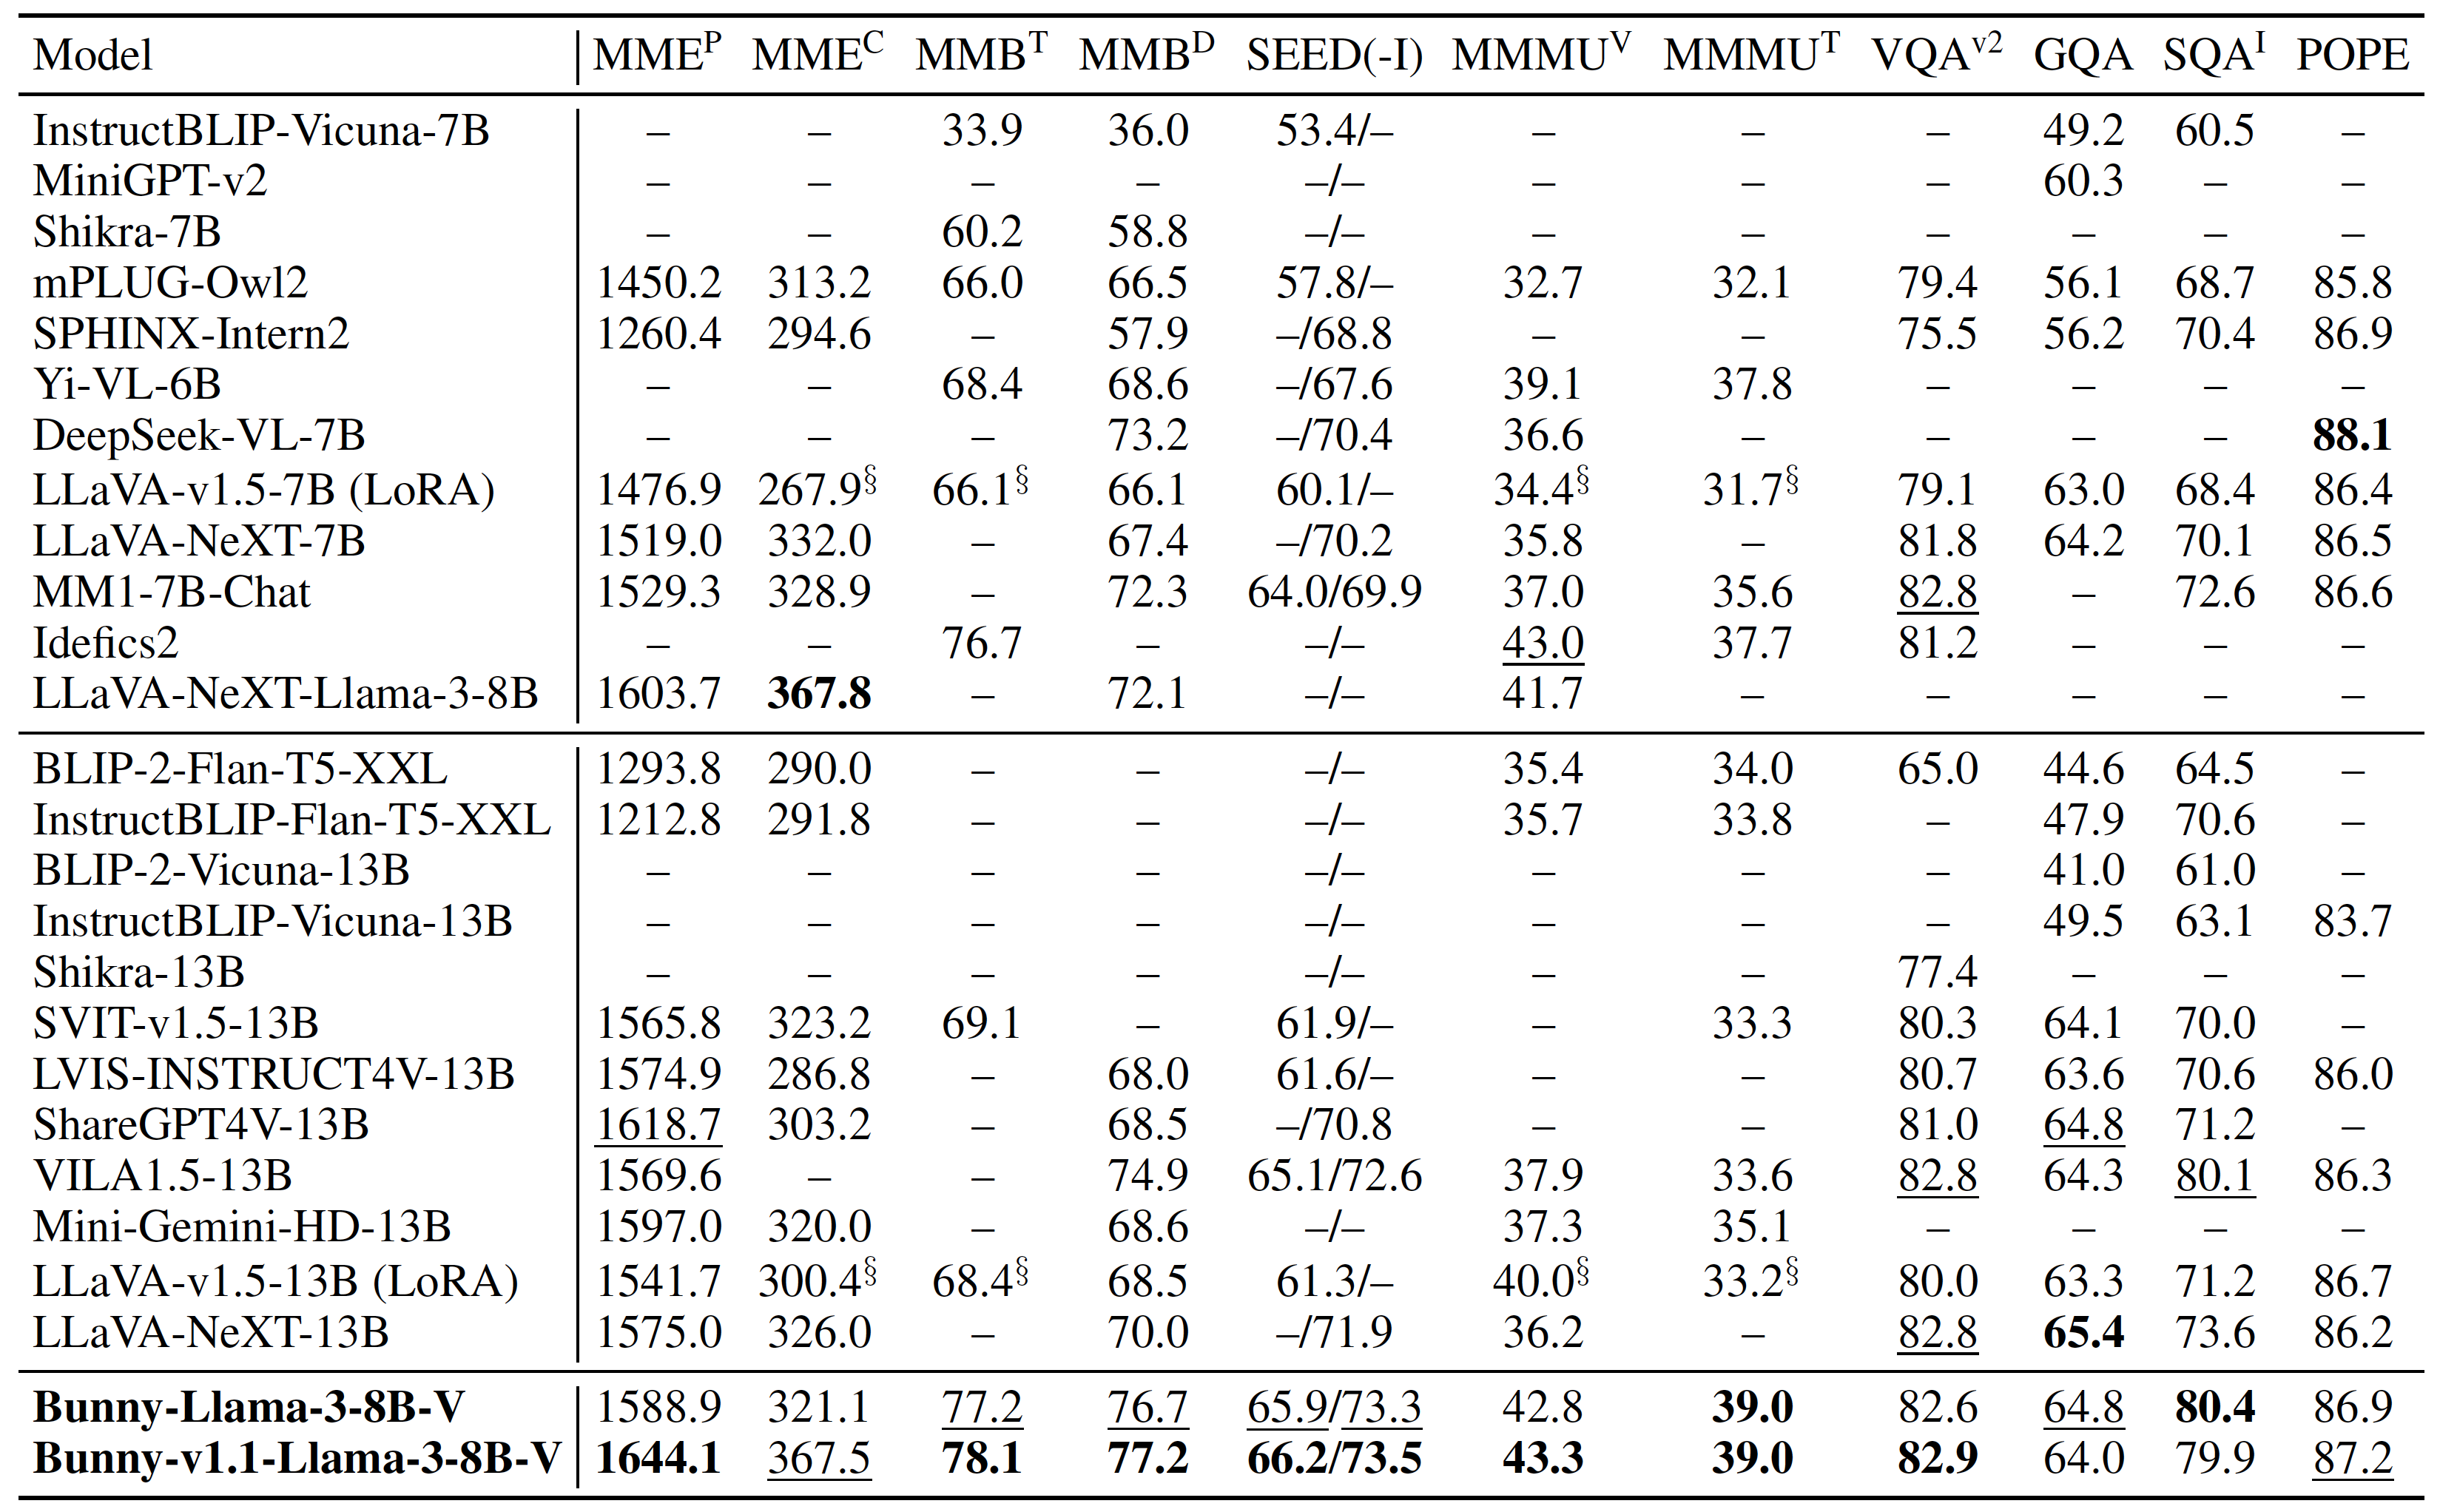 Model MME^P MME^C MMB^T MMB^D SEED(-I) MMMU^V MMMU^T VQA^v2 GQA SQA^I POPE
InstructBLIP-Vicuna-7B – – 33.9 36.0 53.4/– – – – 49.2 60.5 –
MiniGPT-v2 – – – – –/– – – – 60.3 – –
Shikra-7B – – 60.2 58.8 –/– – – – – – –
mPLUG-Owl2 1450.2 313.2 66.0 66.5 57.8/– 32.7 32.1 79.4 56.1 68.7 85.8
SPHINX-Intern2 1260.4 294.6 – 57.9 –/68.8 – – 75.5 56.2 70.4 86.9
Yi-VL-6B – – 68.4 68.6 –/67.6 39.1 37.8 – – – –
DeepSeek-VL-7B – – – 73.2 –/70.4 36.6 – – – – 88.1
LLaVA-v1.5-7B (LoRA) 1476.9 267.9§ 66.1§ 66.1 60.1/– 34.4§ 31.7§ 79.1 63.0 68.4 86.4
LLaVA-NeXT-7B 1519.0 332.0 – 67.4 –/70.2 35.8 – 81.8 64.2 70.1 86.5
MM1-7B-Chat 1529.3 328.9 – 72.3 64.0/69.9 37.0 35.6 82.8 – 72.6 86.6
Idefics2 – – 76.7 – –/– 43.0 37.7 81.2 – – –
LLaVA-NeXT-Llama-3-8B 1603.7 367.8 – 72.1 –/– 41.7 – – – – –
BLIP-2-Flan-T5-XXL 1293.8 290.0 – – –/– 35.4 34.0 65.0 44.6 64.5 –
InstructBLIP-Flan-T5-XXL 1212.8 291.8 – – –/– 35.7 33.8 – 47.9 70.6 –
BLIP-2-Vicuna-13B – – – – –/– – – – 41.0 61.0 –
InstructBLIP-Vicuna-13B – – – – –/– – – – 49.5 63.1 83.7
Shikra-13B – – – – –/– – – 77.4 – – –
SVIT-v1.5-13B 1565.8 323.2 69.1 – 61.9/– – 33.3 80.3 64.1 70.0 –
LVIS-INSTRUCT4V-13B 1574.9 286.8 – 68.0 61.6/– – – 80.7 63.6 70.6 86.0
ShareGPT4V-13B 1618.7 303.2 – 68.5 –/70.8 – – 81.0 64.8 71.2 –
VILA1.5-13B 1569.6 – – 74.9 65.1/72.6 37.9 33.6 82.8 64.3 80.1 86.3
Mini-Gemini-HD-13B 1597.0 320.0 – 68.6 –/– 37.3 35.1 – – – –
LLaVA-v1.5-13B (LoRA) 1541.7 300.4§ 68.4§ 68.5 61.3/– 40.0§ 33.2§ 80.0 63.3 71.2 86.7
LLaVA-NeXT-13B 1575.0 326.0 – 70.0 –/71.9 36.2 – 82.8 65.4 73.6 86.2
Bunny-Llama-3-8B-V 1588.9 321.1 77.2 76.7 65.9/73.3 42.8 39.0 82.6 64.8 80.4 86.9
Bunny-v1.1-Llama-3-8B-V 1644.1 367.5 78.1 77.2 66.2/73.5 43.3 39.0 82.9 64.0 79.9 87.2